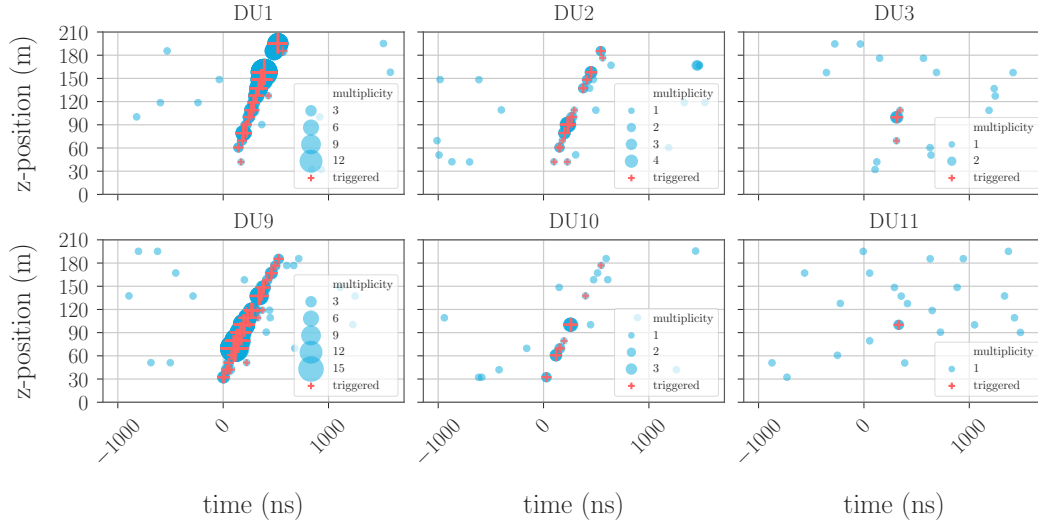 DU1
DU2
DU3
z-position (m)
210
180
150
120
90
60
30
0
multiplicity
3
6
9
12
triggered
multiplicity
1
2
3
4
triggered
multiplicity
1
2
triggered
DU9
DU10
DU11
z-position (m)
210
180
150
120
90
60
30
0
multiplicity
3
6
9
12
15
triggered
multiplicity
1
2
3
triggered
multiplicity
1
triggered
−1000
0
1000
−1000
0
1000
−1000
0
1000
time (ns)
time (ns)
time (ns)